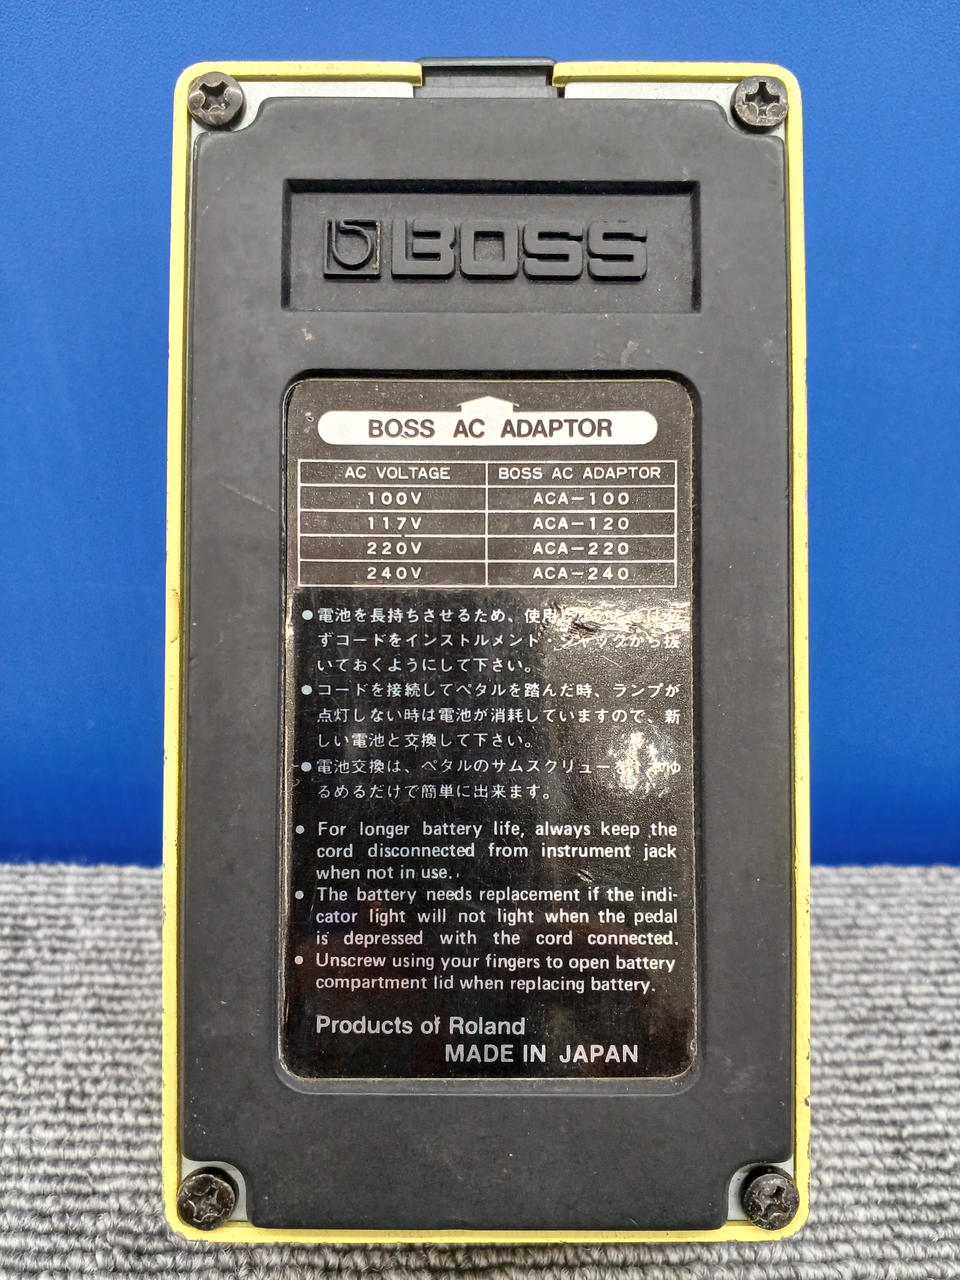 BOSS
BOSS AC ADAPTOR
AC VOLTAGE BOSS AC ADAPTOR
100V ACA-100
117V ACA-120
220V ACA-220
240V ACA-240
●電池を長持ちさせるため、使用
ずコードをインストルメント・ジャックから抜
いておくようにして下さい。
●コードを接続してペタルを踏んだ時、ランプが
点灯しない時は電池が消耗していますので、新
しい電池と交換して下さい。
●電池交換は、ペタルのサムスクリュー
るめるだけで簡単に出来ます。
● For longer battery life, always keep the
cord disconnected from instrument jack
when not in use.
● The battery needs replacement if the indi-
cator light will not light when the pedal
is depressed with the cord connected.
● Unscrew using your fingers to open battery
compartment lid when replacing battery.
Products of Roland
MADE IN JAPAN